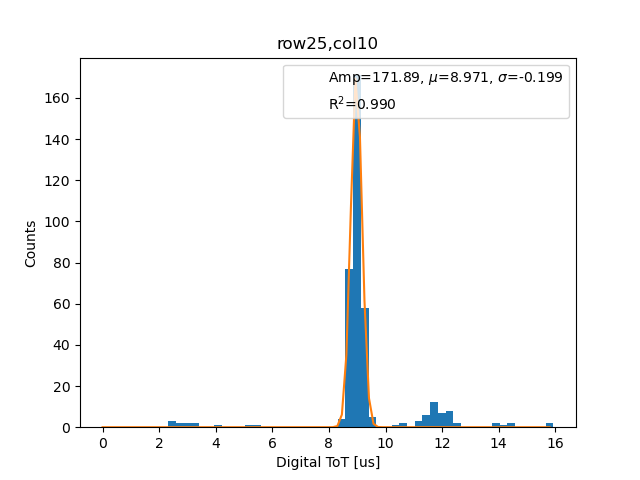 row25,col10
Amp=171.89, μ=8.971, σ=-0.199
R²=0.990
160
140
120
100
80
60
40
20
0
Counts
0 2 4 6 8 10 12 14 16
Digital ToT [us]